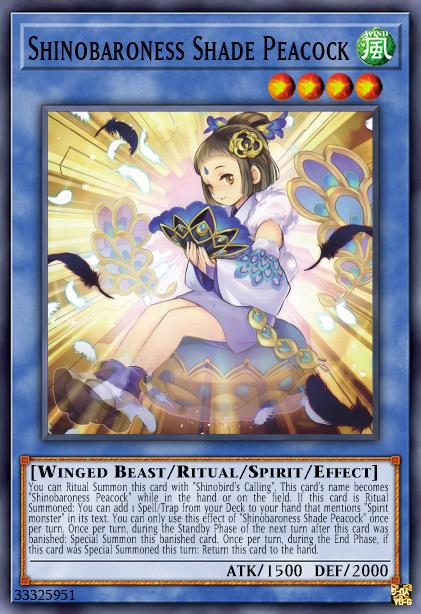 Shinobaroness Shade Peacock
WIND
風
[Winged Beast/Ritual/Spirit/Effect]
You can Ritual Summon this card with "Shinobird's Calling". This card's name becomes
"Shinobaroness Peacock" while in the hand or on the field. If this card is Ritual
Summoned: You can add 1 Spell/Trap from your Deck to your hand that mentions "Spirit
monster" in its text. You can only use this effect of "Shinobaroness Shade Peacock" once
per turn. Once per turn, during the Standby Phase of the next turn after this card was
banished: Special Summon this banished card. Once per turn, during the End Phase, if
this card was Special Summoned this turn: Return this card to the hand.
ATK/1500 DEF/2000
33325951